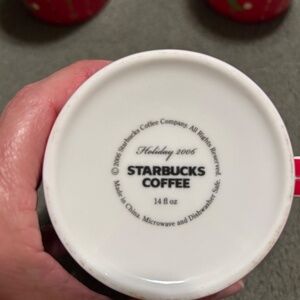 © 2006 Starbucks Coffee Company. All Rights Reserved.
Holiday 2006
STARBUCKS
COFFEE
14 fl oz
Made in China. Microwave and Dishwasher Safe.